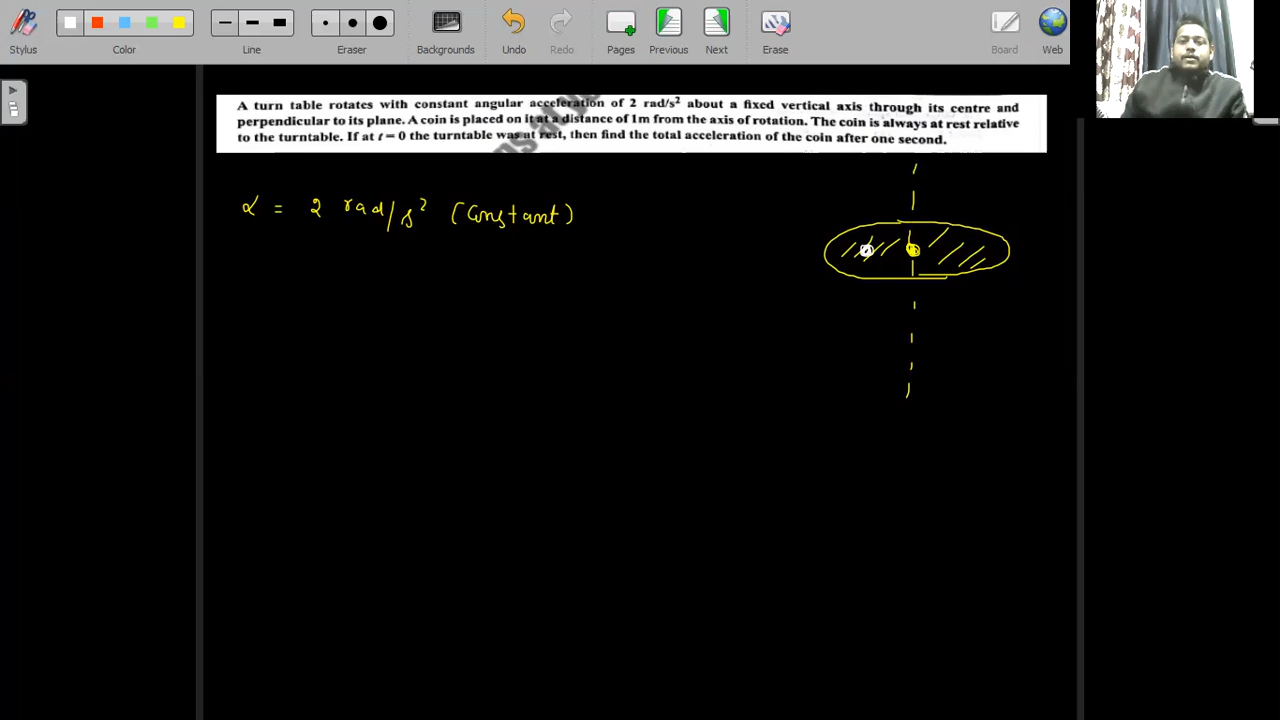 Stylus
Color
Line
Eraser
Backgrounds
Undo
Redo
Pages
Previous
Next
Erase
Board
Web
A turn table rotates with constant angular acceleration of 2 rad/s² about a fixed vertical axis through its centre and
perpendicular to its plane. A coin is placed on it at a distance of 1m from the axis of rotation. The coin is always at rest relative
to the turntable. If at t = 0 the turntable was at rest, then find the total acceleration of the coin after one second.
α = 2 rad/s² (Constant)